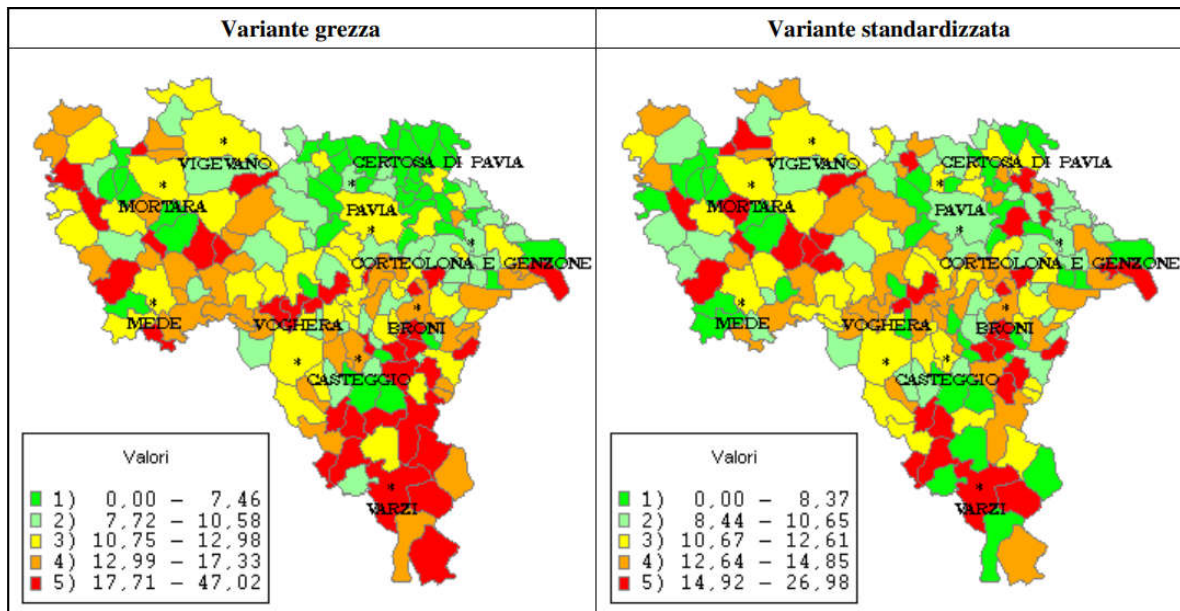 Variante grezza
Variante standardizzata
VIGEVANO
CERTOSA DI PAVIA
MORTARA
PAVIA
CORTEOLONA E GENZONE
MEDE
VOGHERA
BRONI
CASTEGGIO
VARZI
Valori
1) 0,00 – 7,46
2) 7,72 – 10,58
3) 10,75 – 12,98
4) 12,99 – 17,33
5) 17,71 – 47,02
VIGEVANO
CERTOSA DI PAVIA
MORTARA
PAVIA
CORTEOLONA E GENZONE
MEDE
VOGHERA
BRONI
CASTEGGIO
VARZI
Valori
1) 0,00 – 8,37
2) 8,44 – 10,65
3) 10,67 – 12,61
4) 12,64 – 14,85
5) 14,92 – 26,98